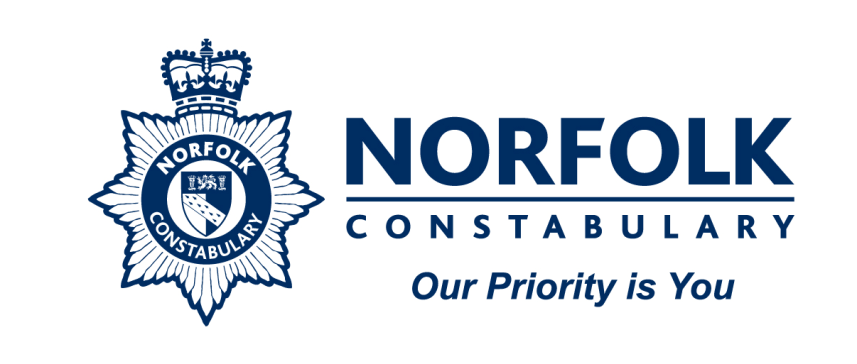 NORFOLK
CONSTABULARY
NORFOLK
CONSTABULARY
Our Priority is You